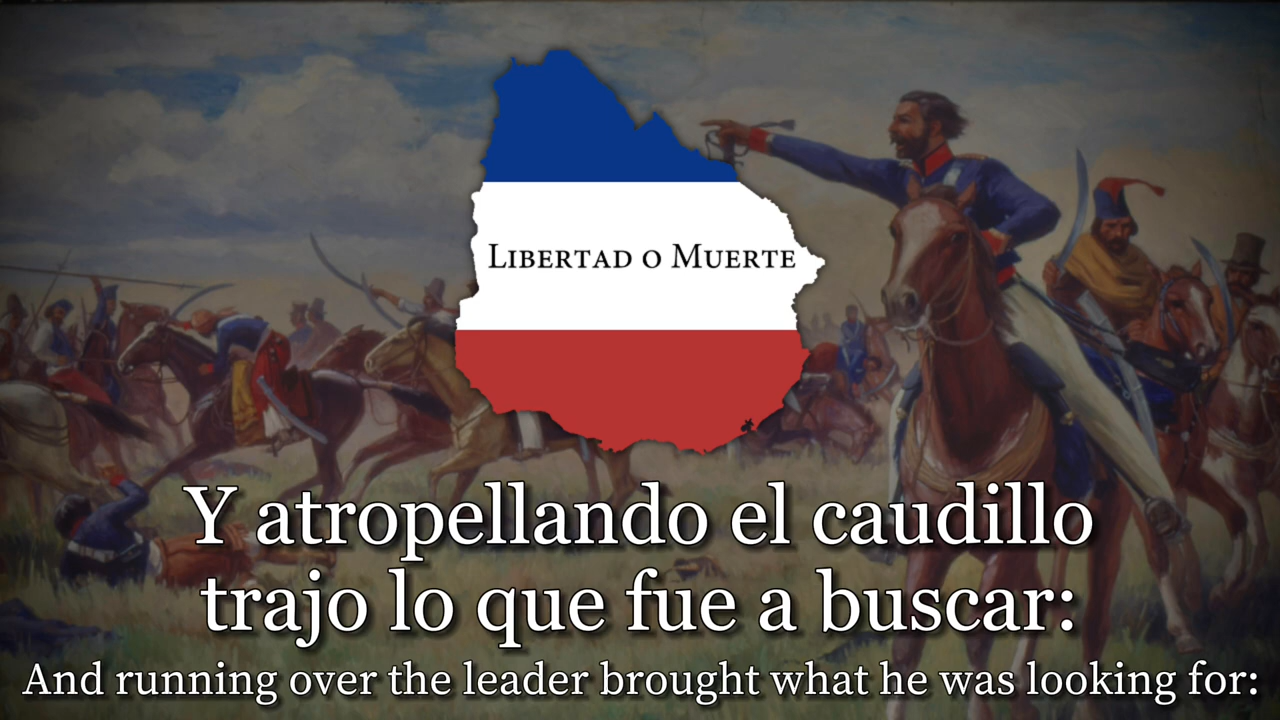 Libertad o Muerte
Y atropellando el caudillo
trajo lo que fue a buscar:
And running over the leader brought what he was looking for: